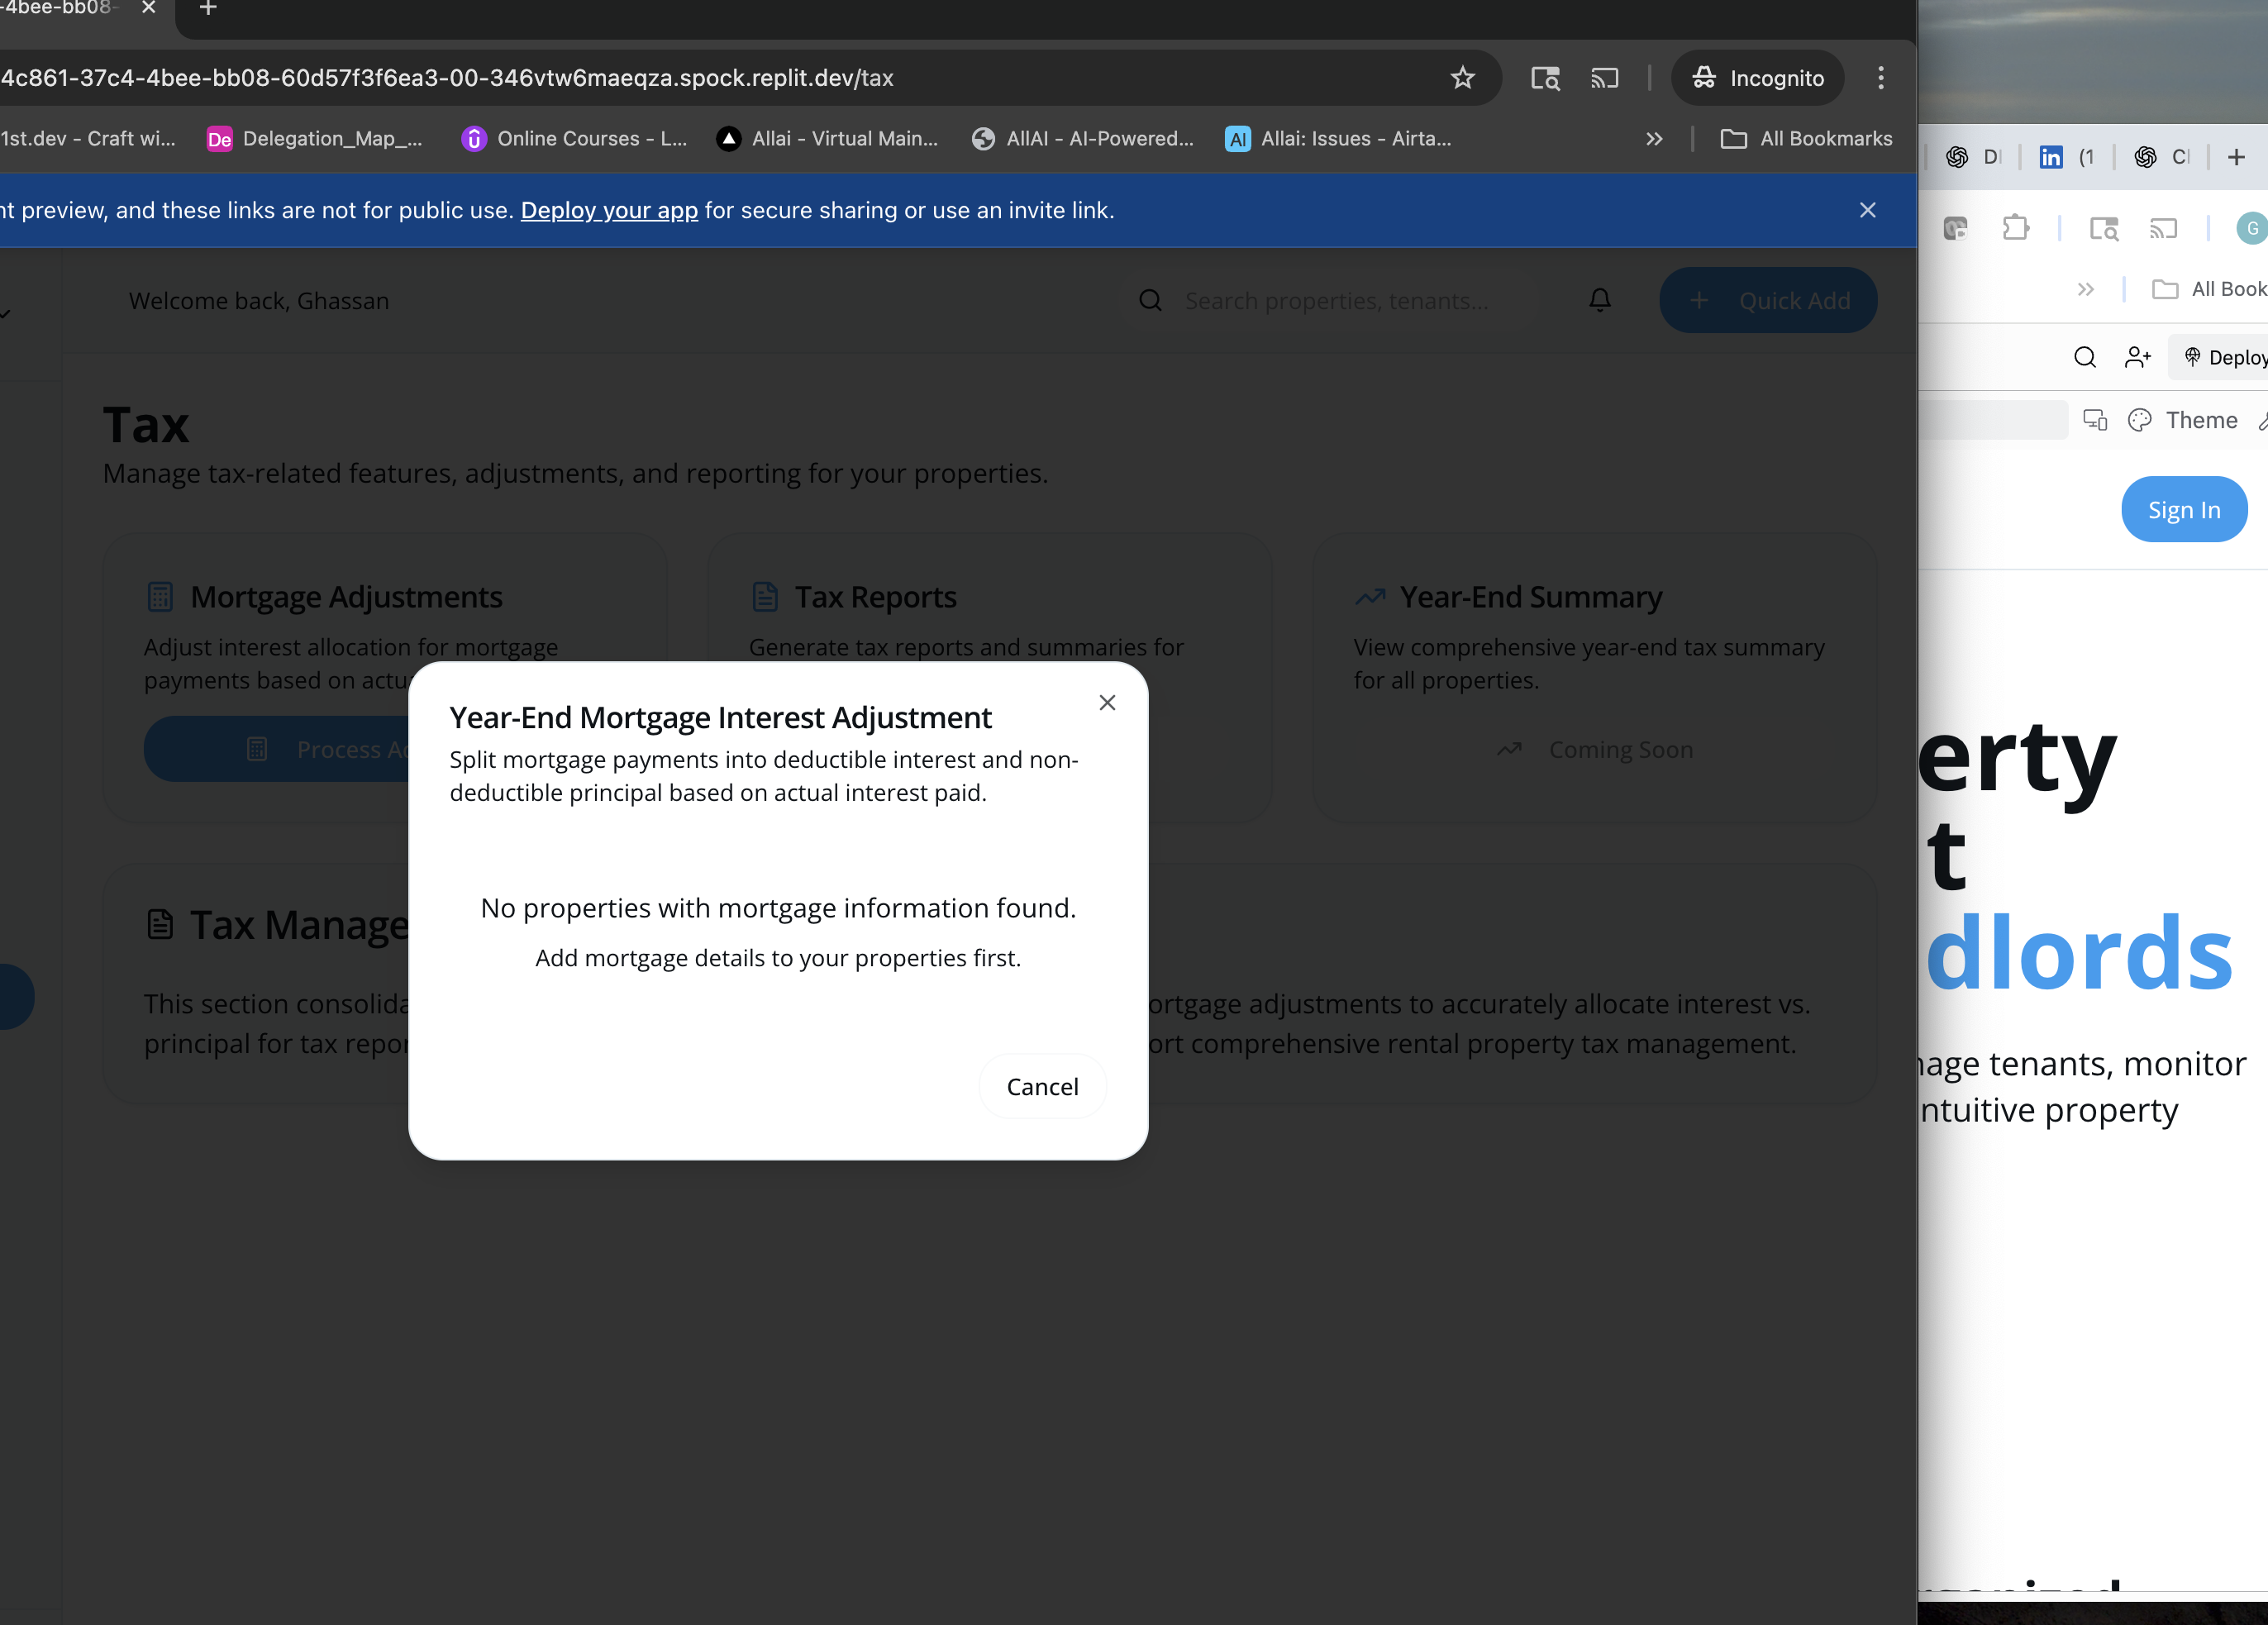 -4bee-bb08-
4c861-37c4-4bee-bb08-60d57f3f6ea3-00-346vtw6maeqza.spock.replit.dev/tax
Incognito
1st.dev - Craft wi...
De Delegation_Map_...
Online Courses - L...
Allai - Virtual Main...
AllAI - AI-Powered...
AI Allai: Issues - Airta...
All Bookmarks
nt preview, and these links are not for public use. Deploy your app for secure sharing or use an invite link.
Welcome back, Ghassan
Search properties, tenants...
Quick Add
Tax
Manage tax-related features, adjustments, and reporting for your properties.
Mortgage Adjustments
Adjust interest allocation for mortgage
payments based on actu
Process Ad
Tax Reports
Generate tax reports and summaries for
Year-End Summary
View comprehensive year-end tax summary
for all properties.
Coming Soon
Year-End Mortgage Interest Adjustment
Split mortgage payments into deductible interest and non-
deductible principal based on actual interest paid.
No properties with mortgage information found.
Add mortgage details to your properties first.
Cancel
Tax Manage
This section consolida
ortgage adjustments to accurately allocate interest vs.
principal for tax repor
ort comprehensive rental property tax management.
in (1
G
All Book
Deploy
Theme
Sign In
erty
t
dlords
nage tenants, monitor
ntuitive property